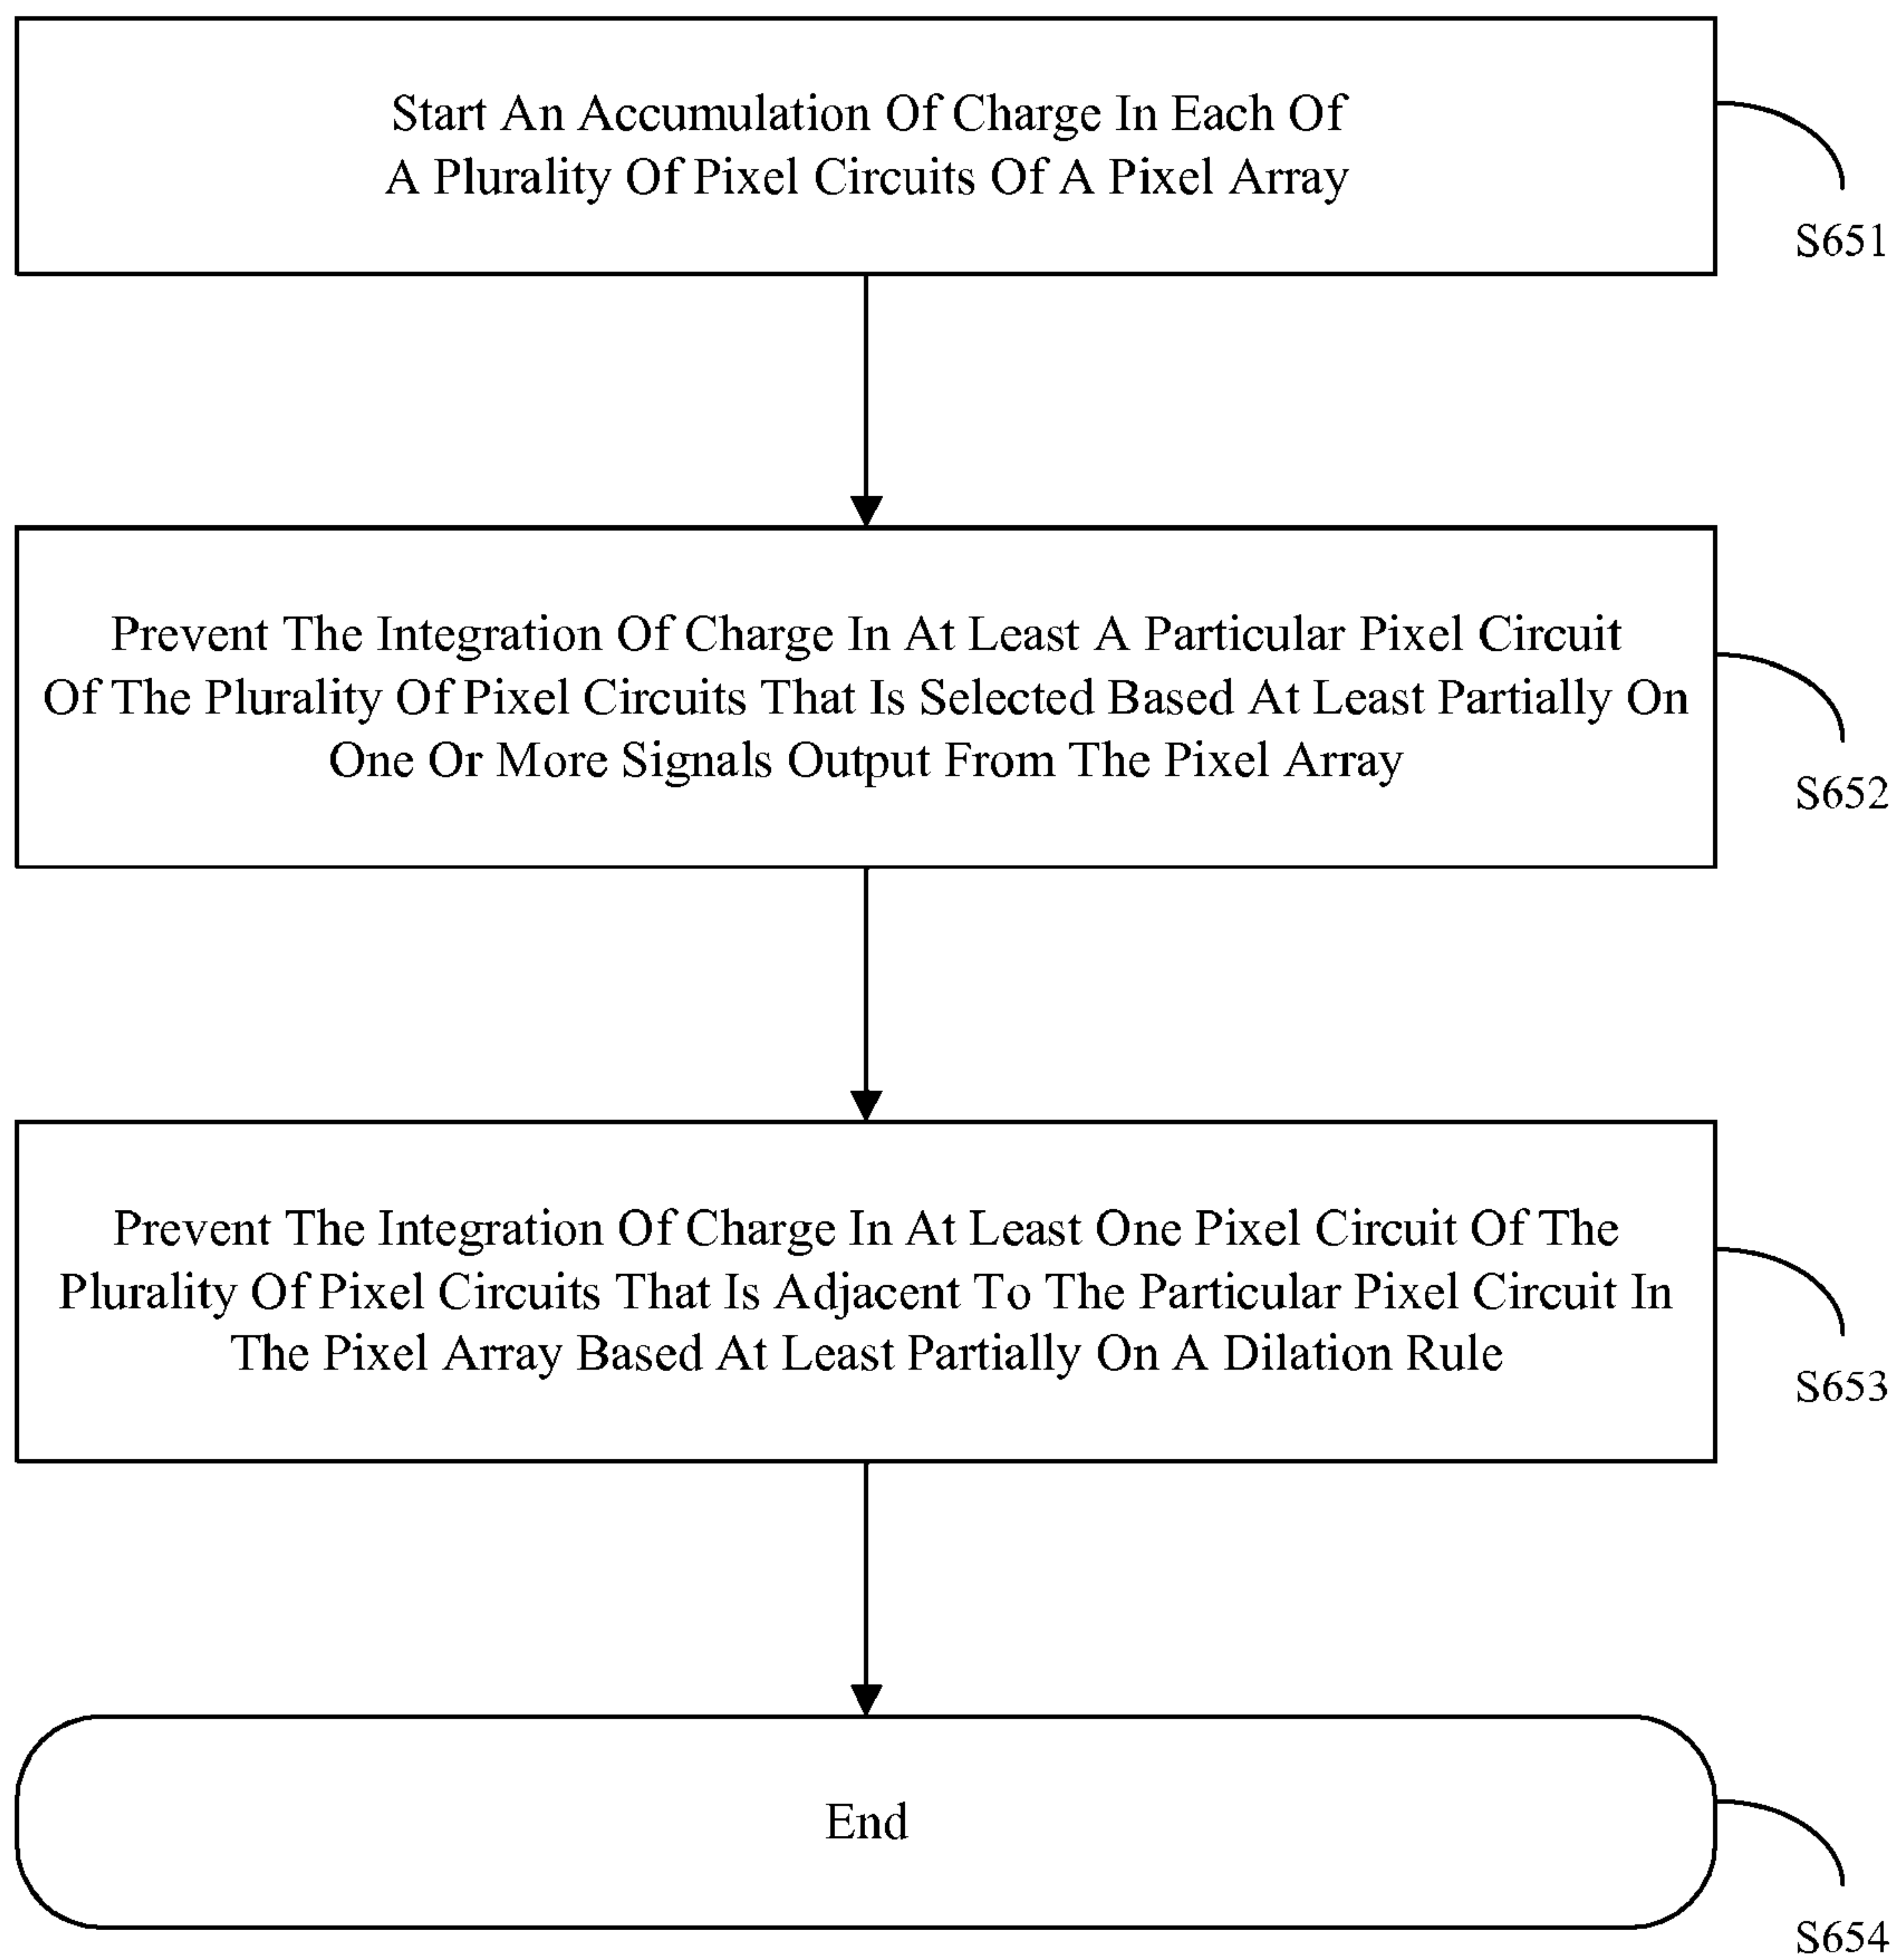 Start An Accumulation Of Charge In Each Of
A Plurality Of Pixel Circuits Of A Pixel Array
S651
Prevent The Integration Of Charge In At Least A Particular Pixel Circuit
Of The Plurality Of Pixel Circuits That Is Selected Based At Least Partially On
One Or More Signals Output From The Pixel Array
S652
Prevent The Integration Of Charge In At Least One Pixel Circuit Of The
Plurality Of Pixel Circuits That Is Adjacent To The Particular Pixel Circuit In
The Pixel Array Based At Least Partially On A Dilation Rule
S653
End
S654